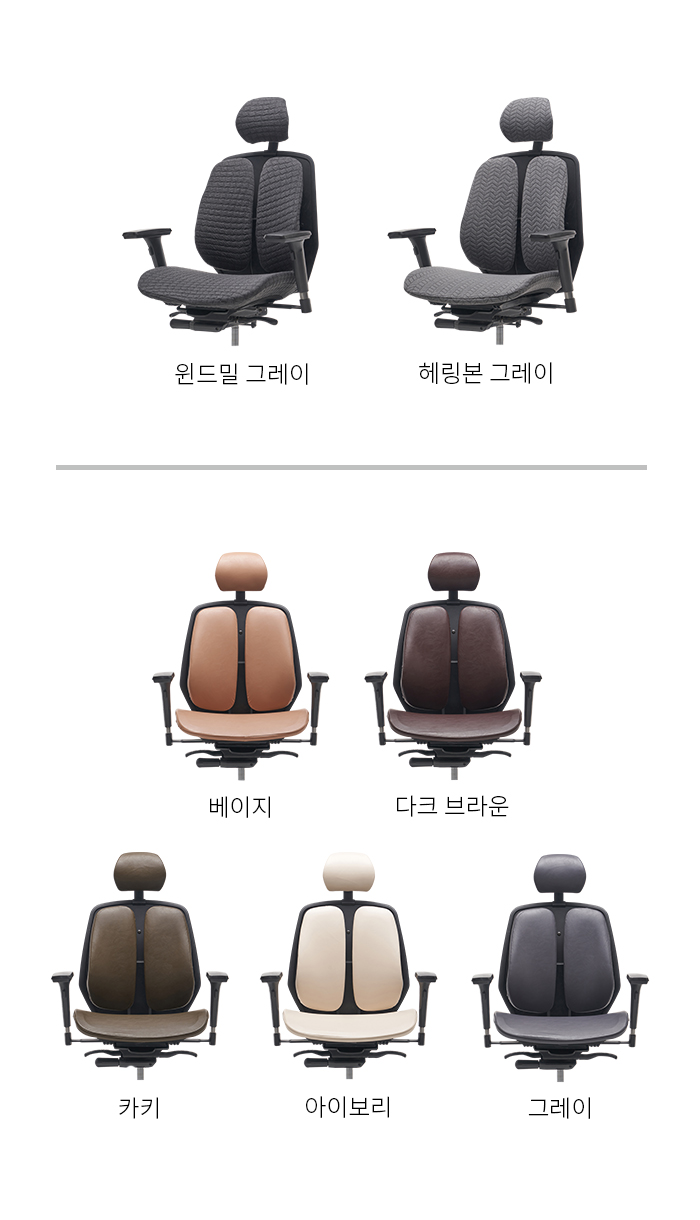 윈드밀 그레이
헤링본 그레이
베이지
다크 브라운
카키
아이보리
그레이